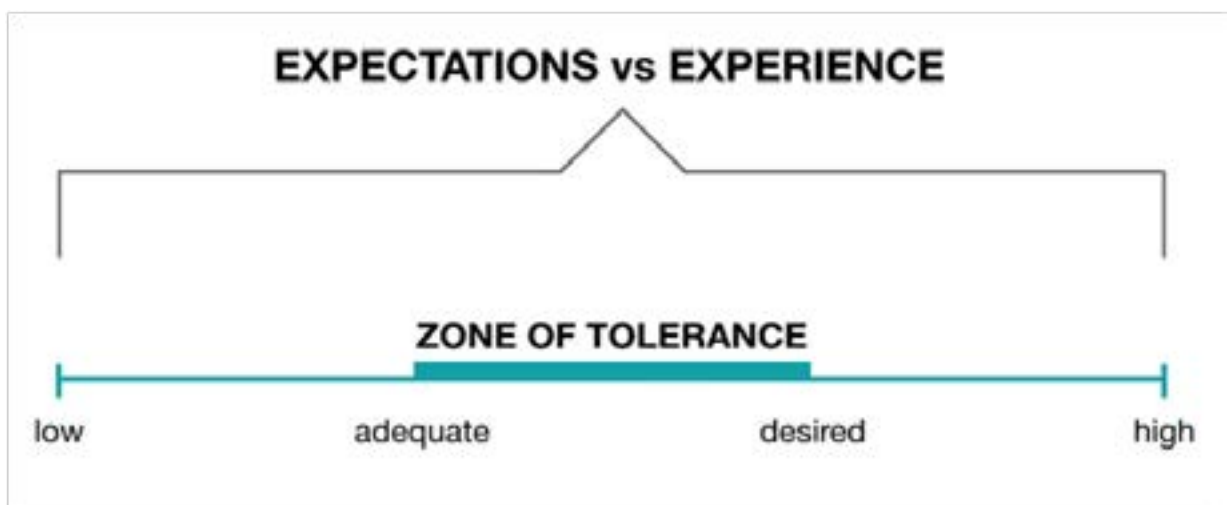 EXPECTATIONS vs EXPERIENCE
ZONE OF TOLERANCE
low adequate desired high